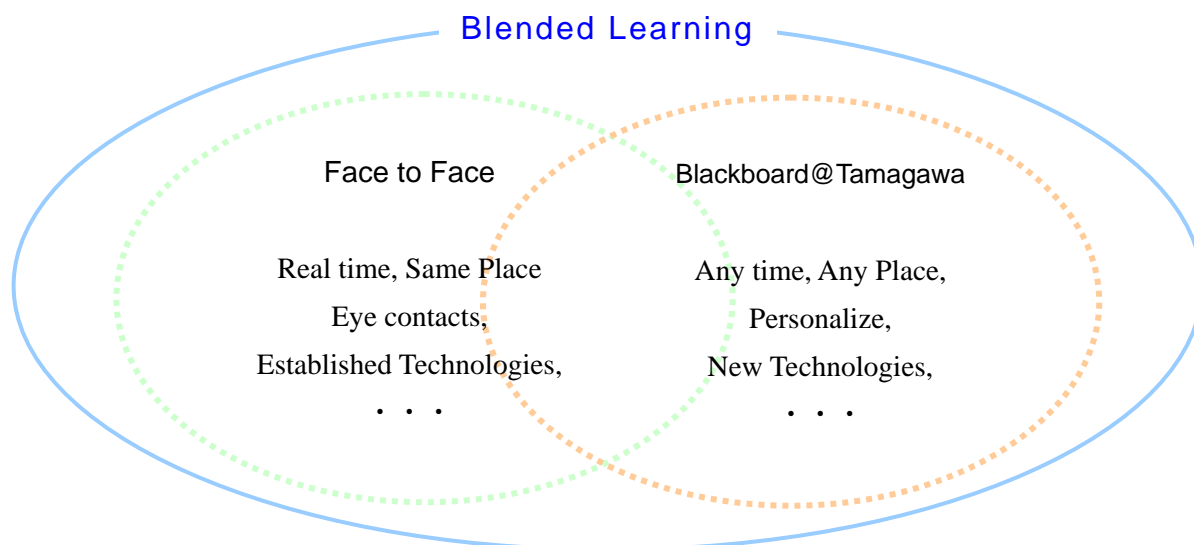 Blended Learning
Face to Face
Real time, Same Place
Eye contacts,
Established Technologies,
. . .
Blackboard@Tamagawa
Any time, Any Place,
Personalize,
New Technologies,
. . .